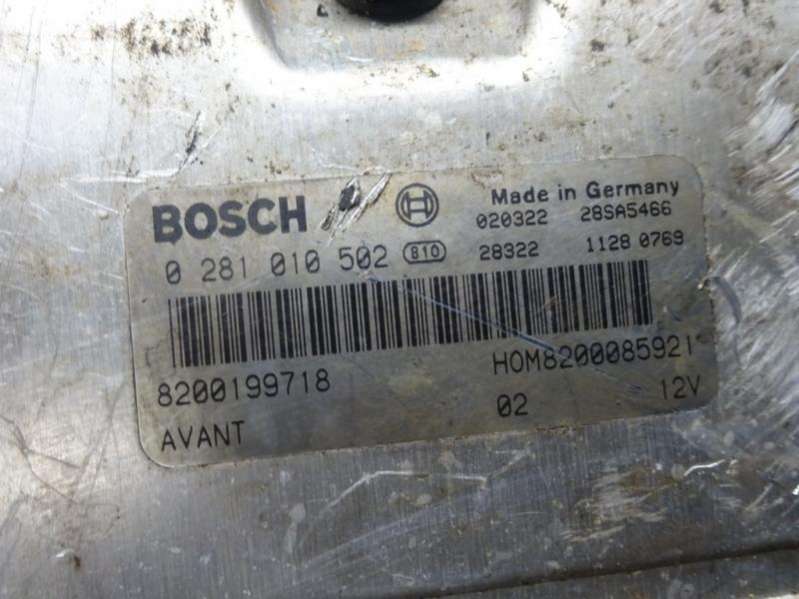 BOSCH Made in Germany
020322 28SA5466
0 281 010 502 810 28322 1128 0769
8200199718 HOM8200085921
AVANT 02 12V